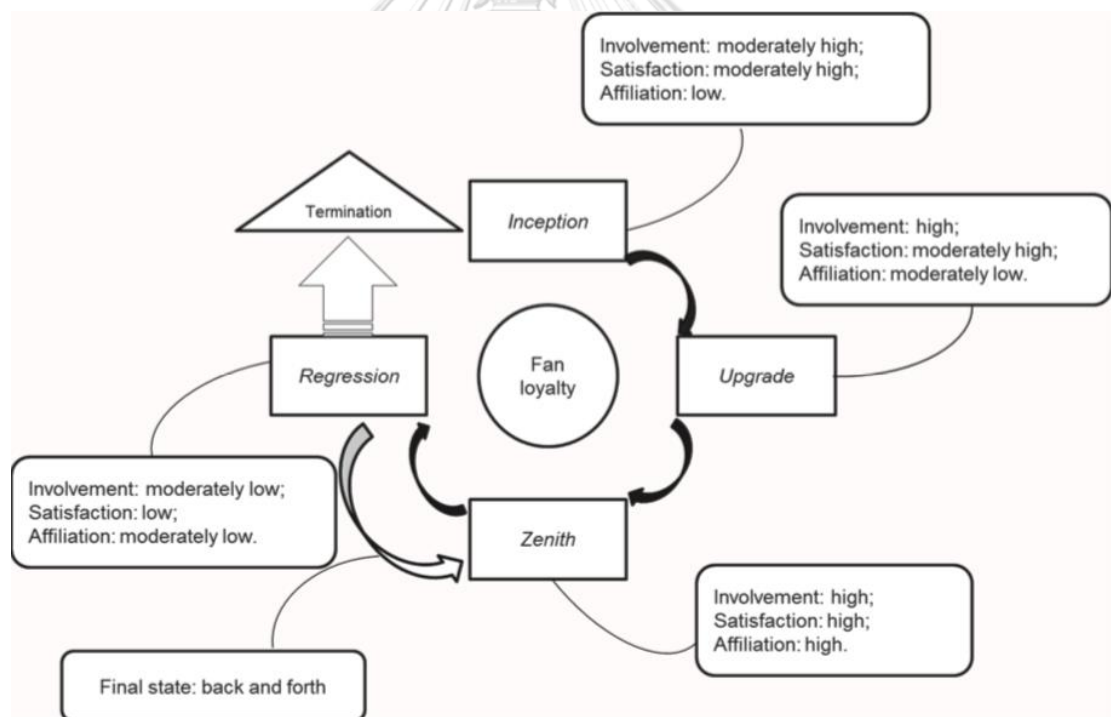 Involvement: moderately high;
Satisfaction: moderately high;
Affiliation: low.
Termination
Inception
Involvement: high;
Satisfaction: moderately high;
Affiliation: moderately low.
Regression
Fan
loyalty
Upgrade
Involvement: moderately low;
Satisfaction: low;
Affiliation: moderately low.
Zenith
Involvement: high;
Satisfaction: high;
Affiliation: high.
Final state: back and forth